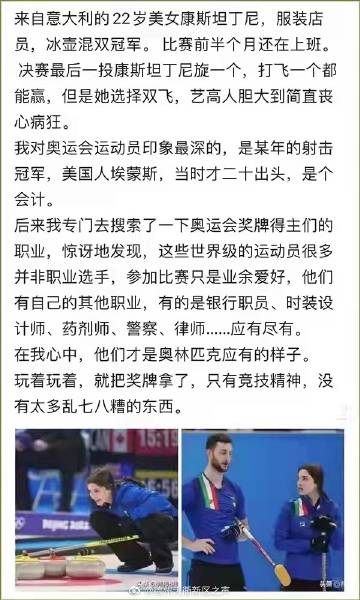 来自意大利的22岁美女康斯坦丁尼，服装店
员，冰壶混双冠军。 比赛前半个月还在上班。
决赛最后一投康斯坦丁尼旋一个，打飞一个都
能赢，但是她选择双飞，艺高人胆大到简直丧
心病狂。
我对奥运会运动员印象最深的，是某年的射击
冠军，美国人埃蒙斯，当时才二十出头，是个
会计。
后来我专门去搜索了一下奥运会奖牌得主们的
职业，惊讶地发现，这些世界级的运动员很多
并非职业选手，参加比赛只是业余爱好，他们
有自己的其他职业，有的是银行职员、时装设
计师、药剂师、警察、律师......应有尽有。
在我心中，他们才是奥林匹克应有的样子。
玩着玩着，就把奖牌拿了，只有竞技精神，没
有太多乱七八糟的东西。
CAN
15:19
新区之声
头条